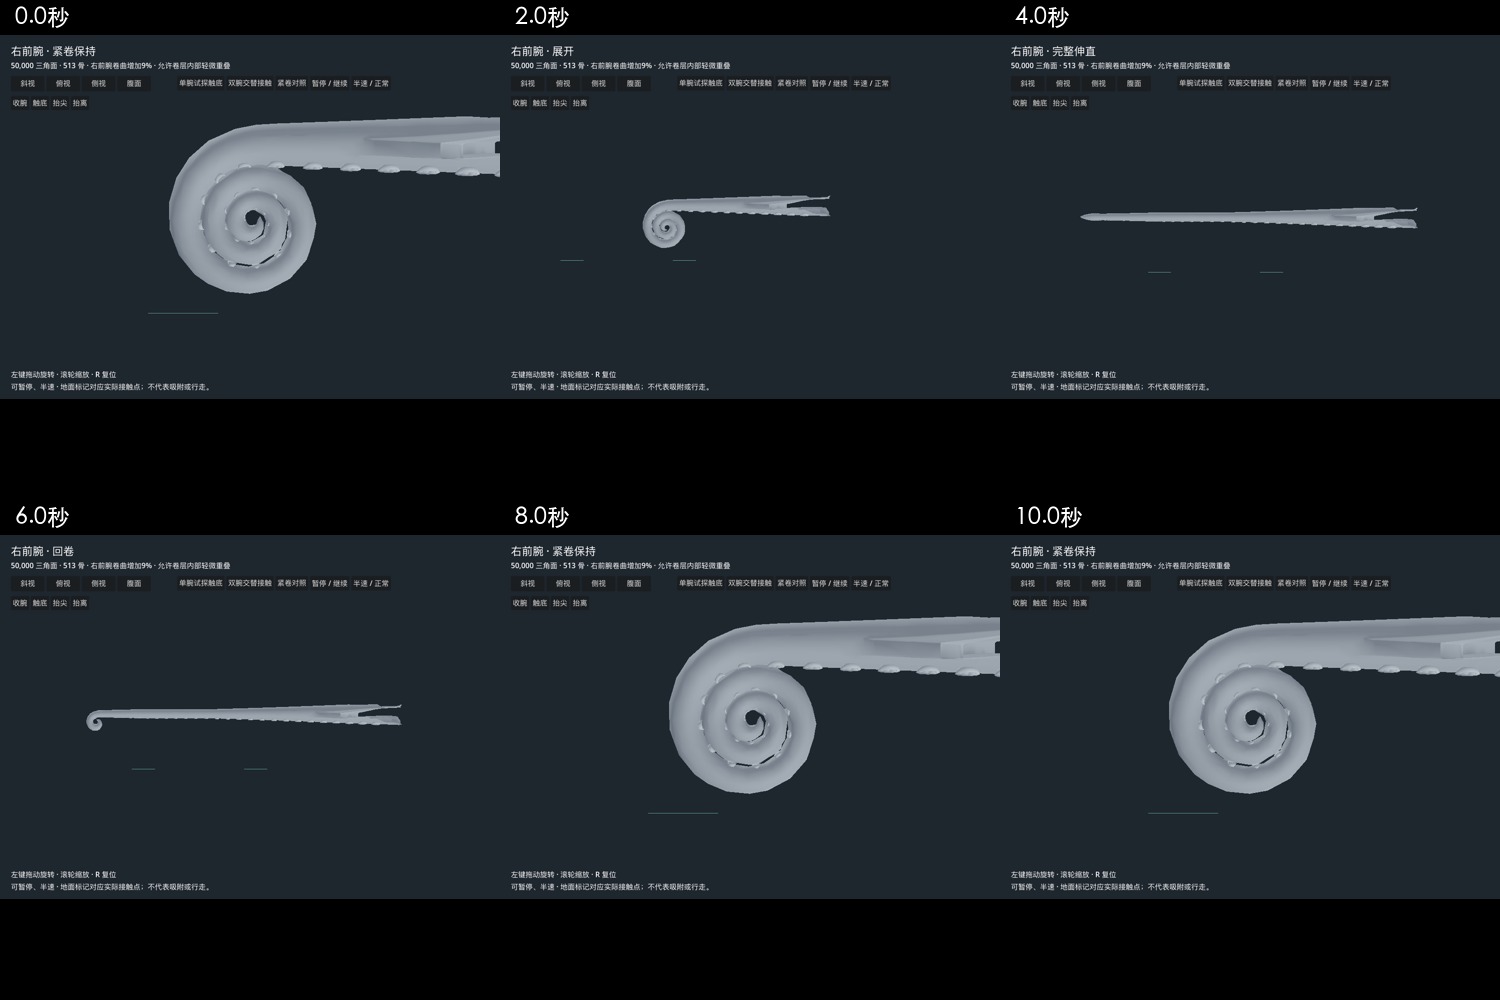 0.0秒
右前腕 · 紧卷保持
50,000 三角面 · 513 骨 · 右前腕卷曲增加9% · 允许卷层内部轻微重叠
斜视 俯视 侧视 腹面 单腕试探触底 双腕交替接触 紧卷对照 暂停 / 继续 半速 / 正常
收腕 触底 抬尖 抬离
左键拖动旋转 · 滚轮缩放 · R 复位
可暂停、半速 · 地面标记对应实际接触点；不代表吸附或行走。
2.0秒
右前腕 · 展开
50,000 三角面 · 513 骨 · 右前腕卷曲增加9% · 允许卷层内部轻微重叠
斜视 俯视 侧视 腹面 单腕试探触底 双腕交替接触 紧卷对照 暂停 / 继续 半速 / 正常
收腕 触底 抬尖 抬离
左键拖动旋转 · 滚轮缩放 · R 复位
可暂停、半速 · 地面标记对应实际接触点；不代表吸附或行走。
4.0秒
右前腕 · 完整伸直
50,000 三角面 · 513 骨 · 右前腕卷曲增加9% · 允许卷层内部轻微重叠
斜视 俯视 侧视 腹面 单腕试探触底 双腕交替接触 紧卷对照 暂停 / 继续 半速 / 正常
收腕 触底 抬尖 抬离
左键拖动旋转 · 滚轮缩放 · R 复位
可暂停、半速 · 地面标记对应实际接触点；不代表吸附或行走。
6.0秒
右前腕 · 回卷
50,000 三角面 · 513 骨 · 右前腕卷曲增加9% · 允许卷层内部轻微重叠
斜视 俯视 侧视 腹面 单腕试探触底 双腕交替接触 紧卷对照 暂停 / 继续 半速 / 正常
收腕 触底 抬尖 抬离
左键拖动旋转 · 滚轮缩放 · R 复位
可暂停、半速 · 地面标记对应实际接触点；不代表吸附或行走。
8.0秒
右前腕 · 紧卷保持
50,000 三角面 · 513 骨 · 右前腕卷曲增加9% · 允许卷层内部轻微重叠
斜视 俯视 侧视 腹面 单腕试探触底 双腕交替接触 紧卷对照 暂停 / 继续 半速 / 正常
收腕 触底 抬尖 抬离
左键拖动旋转 · 滚轮缩放 · R 复位
可暂停、半速 · 地面标记对应实际接触点；不代表吸附或行走。
10.0秒
右前腕 · 紧卷保持
50,000 三角面 · 513 骨 · 右前腕卷曲增加9% · 允许卷层内部轻微重叠
斜视 俯视 侧视 腹面 单腕试探触底 双腕交替接触 紧卷对照 暂停 / 继续 半速 / 正常
收腕 触底 抬尖 抬离
左键拖动旋转 · 滚轮缩放 · R 复位
可暂停、半速 · 地面标记对应实际接触点；不代表吸附或行走。